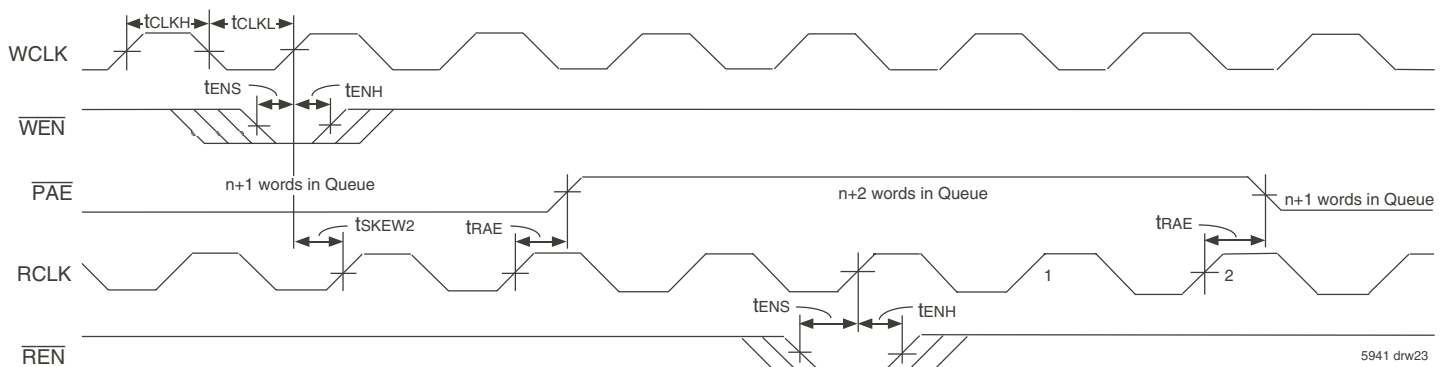 tCLKH tCLKL
WCLK
tENS tENH
WEN
PAE n+1 words in Queue n+2 words in Queue n+1 words in Queue
tSKEW2 tRAE tRAE
RCLK 1 2
tENS tENH
REN
5941 drw23